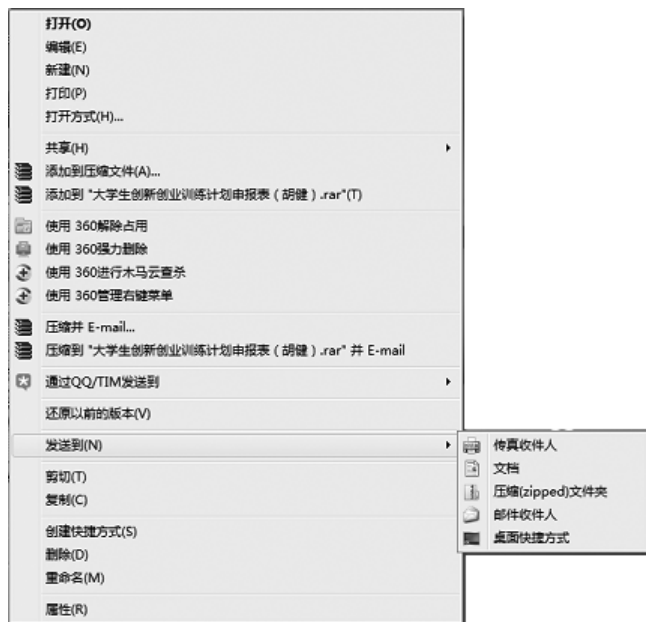 打开(O)
编辑(E)
新建(N)
打印(P)
打开方式(H)...
共享(H)
添加到压缩文件(A)...
添加到 "大学生创新创业训练计划申报表 ( 胡健 ) .rar"(T)
使用 360解除占用
使用 360强力删除
使用 360进行木马云查杀
使用 360管理右键菜单
压缩并 E-mail...
压缩到 "大学生创新创业训练计划申报表 ( 胡健 ) .rar" 并 E-mail
通过QQ/TIM发送到
还原以前的版本(V)
发送到(N)
传真收件人
文档
压缩(zipped)文件夹
邮件收件人
桌面快捷方式
剪切(T)
复制(C)
创建快捷方式(S)
删除(D)
重命名(M)
属性(R)